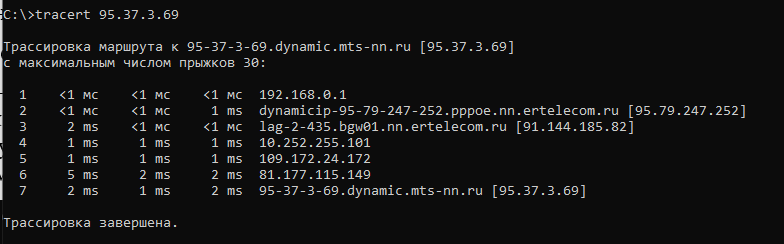 C:\>tracert 95.37.3.69
Трассировка маршрута к 95-37-3-69.dynamic.mts-nn.ru [95.37.3.69]
с максимальным числом прыжков 30:
1 <1 мс <1 мс <1 мс 192.168.0.1
2 <1 мс <1 мс 1 ms dynamicip-95-79-247-252.pppoe.nn.ertelecom.ru [95.79.247.252]
3 2 ms <1 мс <1 мс lag-2-435.bgw01.nn.ertelecom.ru [91.144.185.82]
4 1 ms 1 ms 1 ms 10.252.255.101
5 1 ms 1 ms 1 ms 109.172.24.172
6 5 ms 2 ms 2 ms 81.177.115.149
7 2 ms 1 ms 2 ms 95-37-3-69.dynamic.mts-nn.ru [95.37.3.69]
Трассировка завершена.